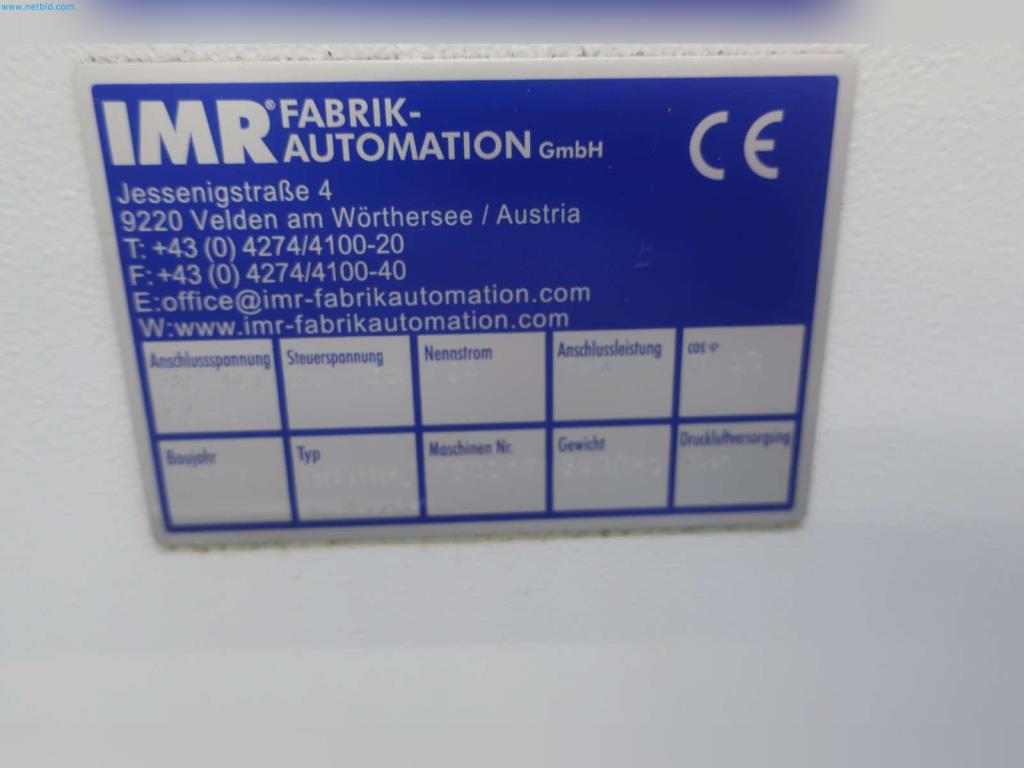 www.netbid.com
IMR® FABRIK-
AUTOMATION GmbH
CE
Jessenigstraße 4
9220 Velden am Wörthersee / Austria
T: +43 (0) 4274/4100-20
F: +43 (0) 4274/4100-40
E:office@imr-fabrikautomation.com
W:www.imr-fabrikautomation.com
Anschlussspannung Steuerspannung Nennstrom Anschlussleistung cos φ
Baujahr Typ Maschinen Nr. Gewicht Druckluftversorgung